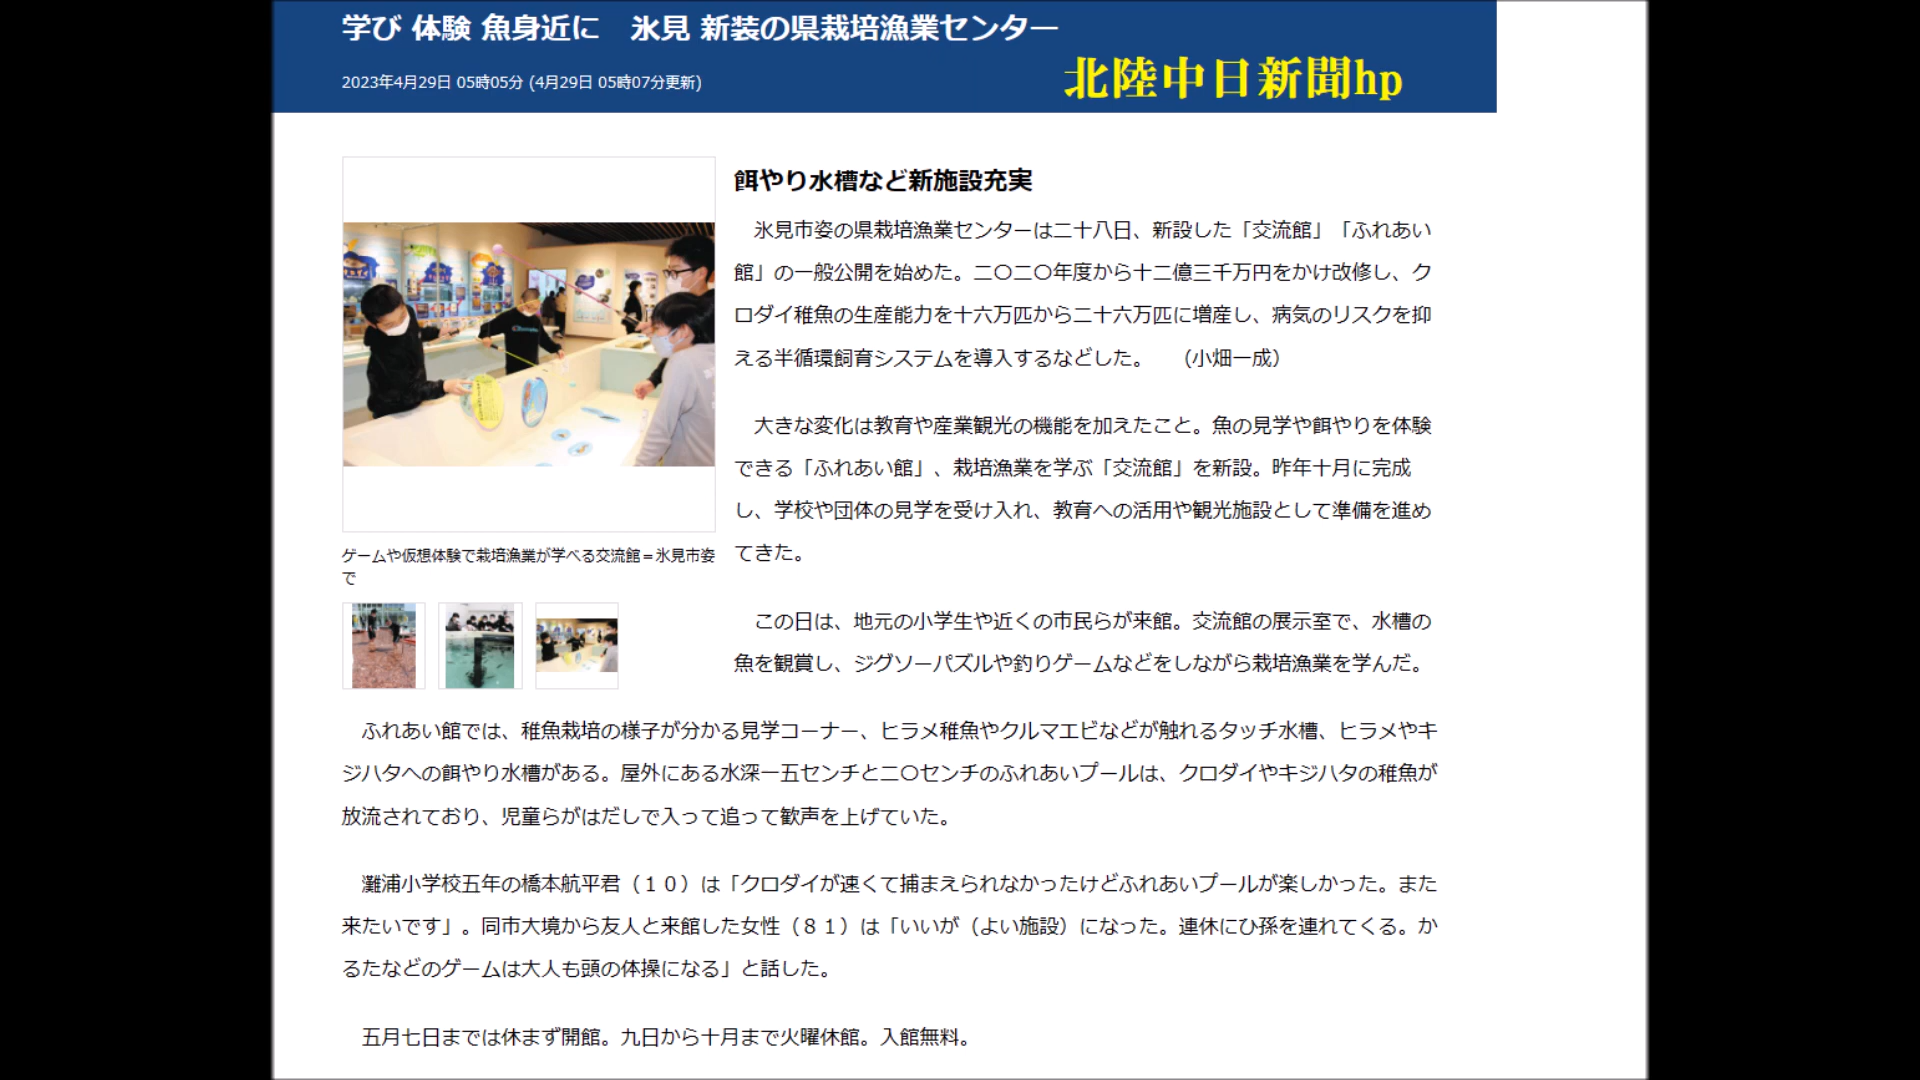 学び 体験 魚身近に　氷見 新装の県栽培漁業センター
2023年4月29日 05時05分 (4月29日 05時07分更新)
北陸中日新聞hp
餌やり水槽など新施設充実
氷見市姿の県栽培漁業センターは二十八日、新設した「交流館」「ふれあい
館」の一般公開を始めた。二〇二〇年度から十二億三千万円をかけ改修し、ク
ロダイ稚魚の生産能力を十六万匹から二十六万匹に増産し、病気のリスクを抑
える半循環飼育システムを導入するなどした。　（小畑一成）
大きな変化は教育や産業観光の機能を加えたこと。魚の見学や餌やりを体験
できる「ふれあい館」、栽培漁業を学ぶ「交流館」を新設。昨年十月に完成
し、学校や団体の見学を受け入れ、教育への活用や観光施設として準備を進め
てきた。
この日は、地元の小学生や近くの市民らが来館。交流館の展示室で、水槽の
魚を観賞し、ジグソーパズルや釣りゲームなどをしながら栽培漁業を学んだ。
ゲームや仮想体験で栽培漁業が学べる交流館＝氷見市姿
で
ふれあい館では、稚魚栽培の様子が分かる見学コーナー、ヒラメ稚魚やクルマエビなどが触れるタッチ水槽、ヒラメやキ
ジハタへの餌やり水槽がある。屋外にある水深一五センチと二〇センチのふれあいプールは、クロダイやキジハタの稚魚が
放流されており、児童らがはだしで入って追って歓声を上げていた。
灘浦小学校五年の橋本航平君（１０）は「クロダイが速くて捕まえられなかったけどふれあいプールが楽しかった。また
来たいです」。同市大境から友人と来館した女性（８１）は「いいが（よい施設）になった。連休にひ孫を連れてくる。か
るたなどのゲームは大人も頭の体操になる」と話した。
五月七日までは休まず開館。九日から十月まで火曜休館。入館無料。